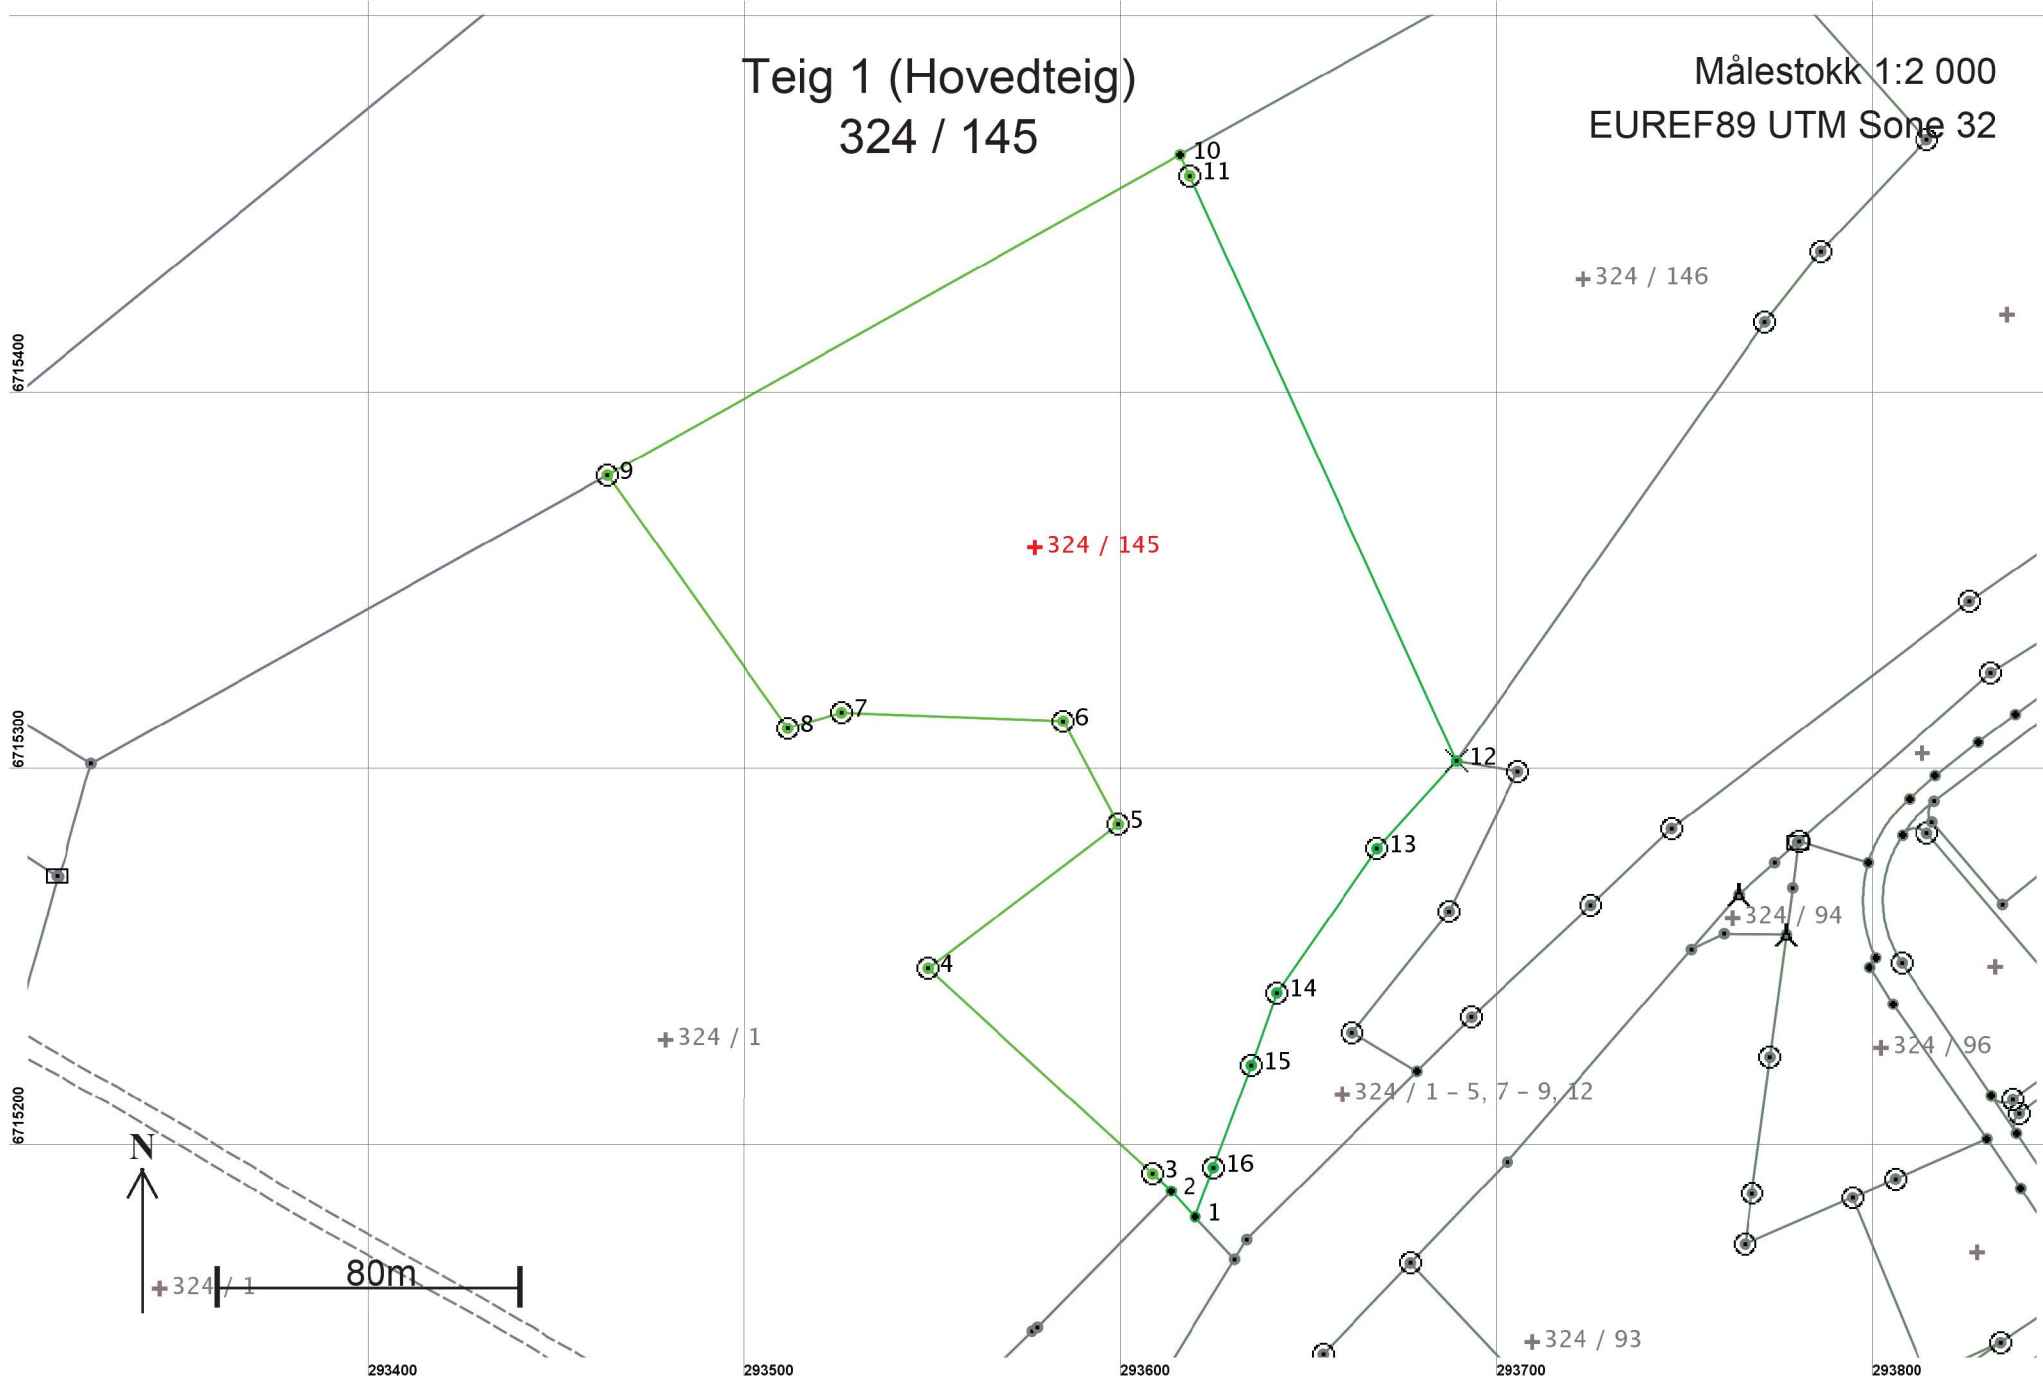 Teig 1 (Hovedteig)
324 / 145
Målestokk 1:2 000
EUREF89 UTM Sone 32
10
11
324 / 146
6715400
9
324 / 145
8
7
6
6715300
12
5
13
324 / 94
4
14
324 / 1
15
324 / 96
324 / 1 – 5, 7 – 9, 12
6715200
N
3
16
2
1
80m
324 / 1
324 / 93
293400
293500
293600
293700
293800